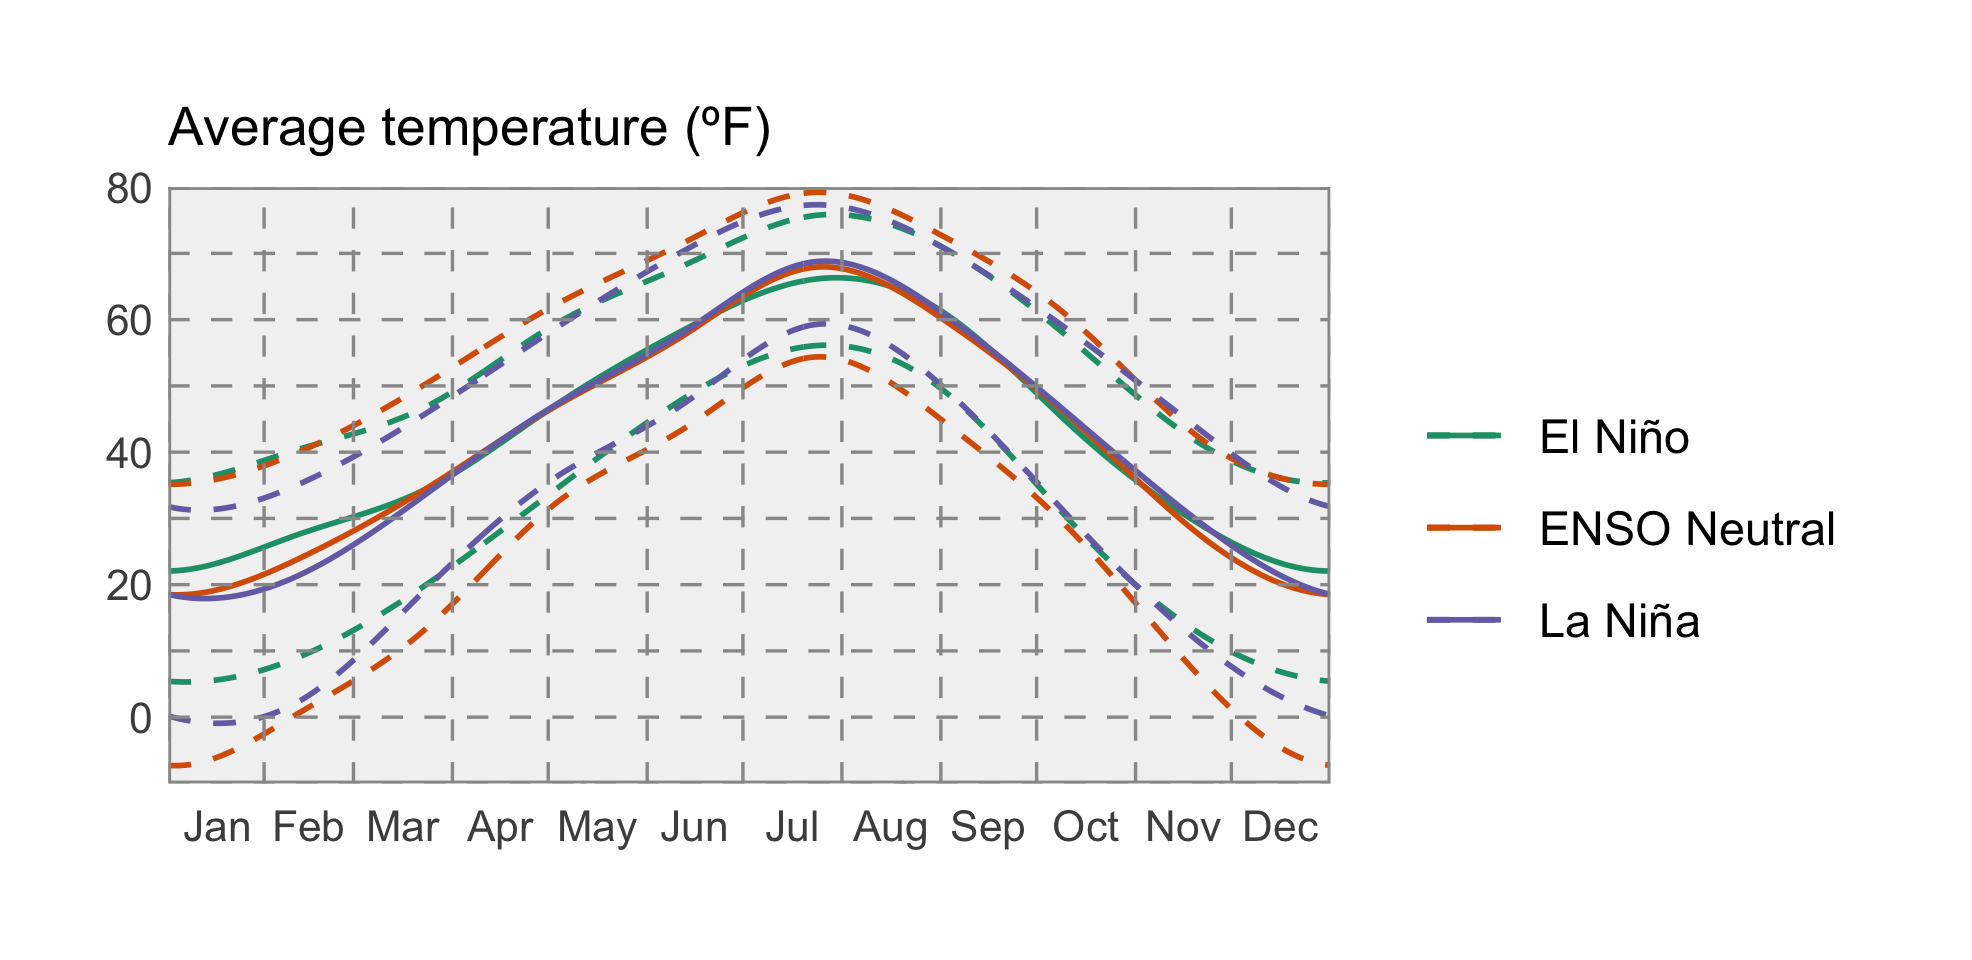 Average temperature (ºF)
80
60
40
20
0
Jan Feb Mar Apr May Jun Jul Aug Sep Oct Nov Dec
El Niño
ENSO Neutral
La Niña